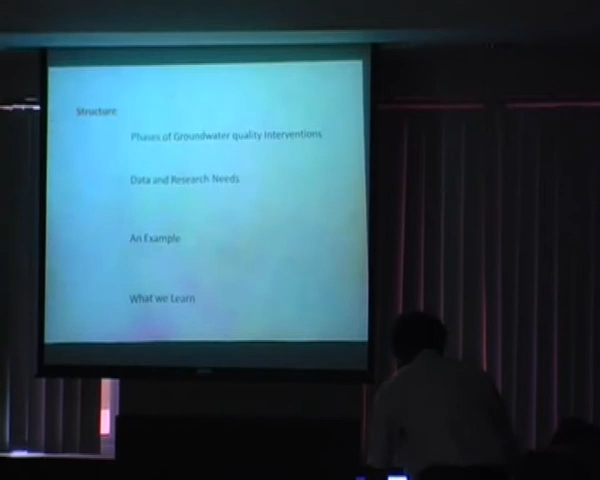 Structure
Phases of Groundwater quality Interventions
Data and Research Needs
An Example
What we Learn